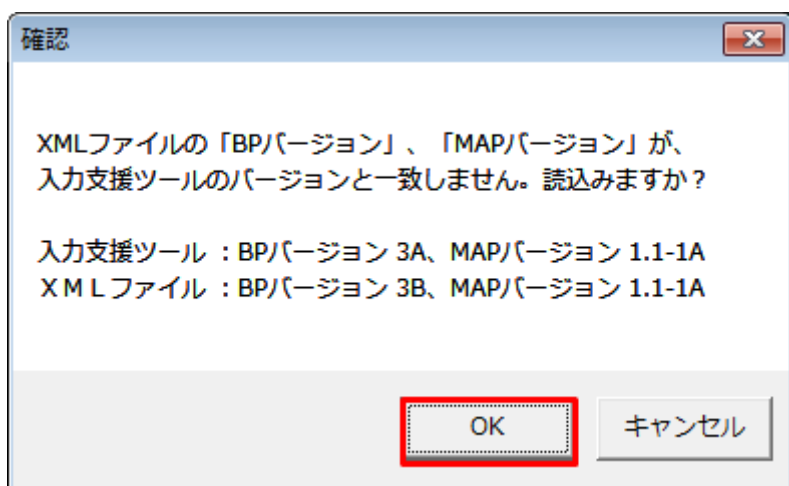 確認
XMLファイルの「BPバージョン」、「MAPバージョン」が、
入力支援ツールのバージョンと一致しません。読込みますか？
入力支援ツール ：BPバージョン 3A、MAPバージョン 1.1-1A
ＸＭＬファイル ：BPバージョン 3B、MAPバージョン 1.1-1A
OK
キャンセル